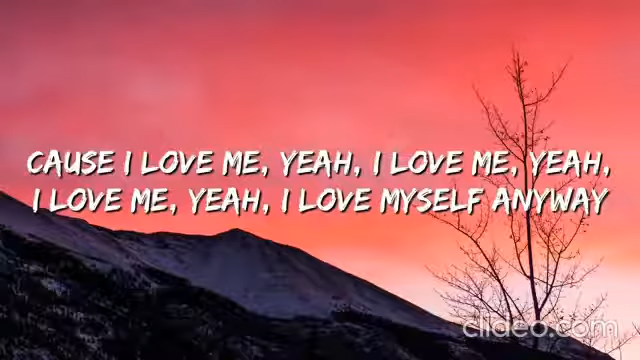 CAUSE I LOVE ME, YEAH, I LOVE ME, YEAH,
I LOVE ME, YEAH, I LOVE MYSELF ANYWAY
clideo.com